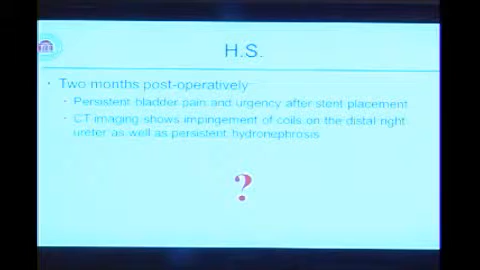 H.S.
· Two months post-operatively
· Persistent bladder pain and urgency after stent placement
· CT imaging shows impingement of coils on the distal right
ureter as well as persistent hydronephrosis
?